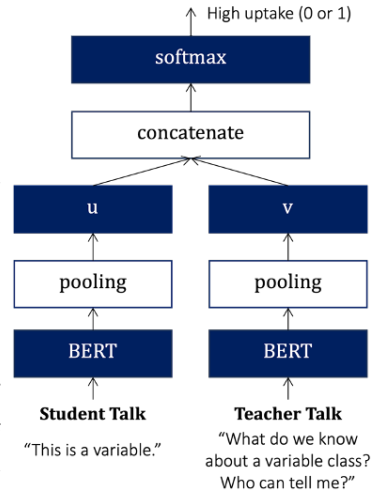 High uptake (0 or 1)
softmax
concatenate
u
v
pooling
pooling
BERT
BERT
Student Talk
Teacher Talk
“This is a variable.”
“What do we know
about a variable class?
Who can tell me?”